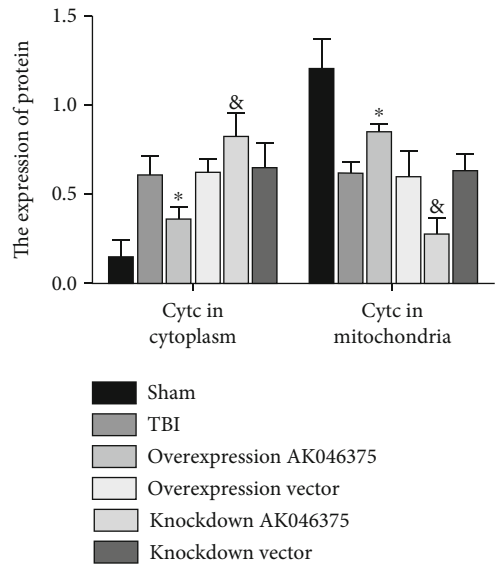 The expression of protein
1.5
1.0
0.5
0.0
*
&
*
&
Cytc in
cytoplasm
Cytc in
mitochondria
Sham
TBI
Overexpression AK046375
Overexpression vector
Knockdown AK046375
Knockdown vector